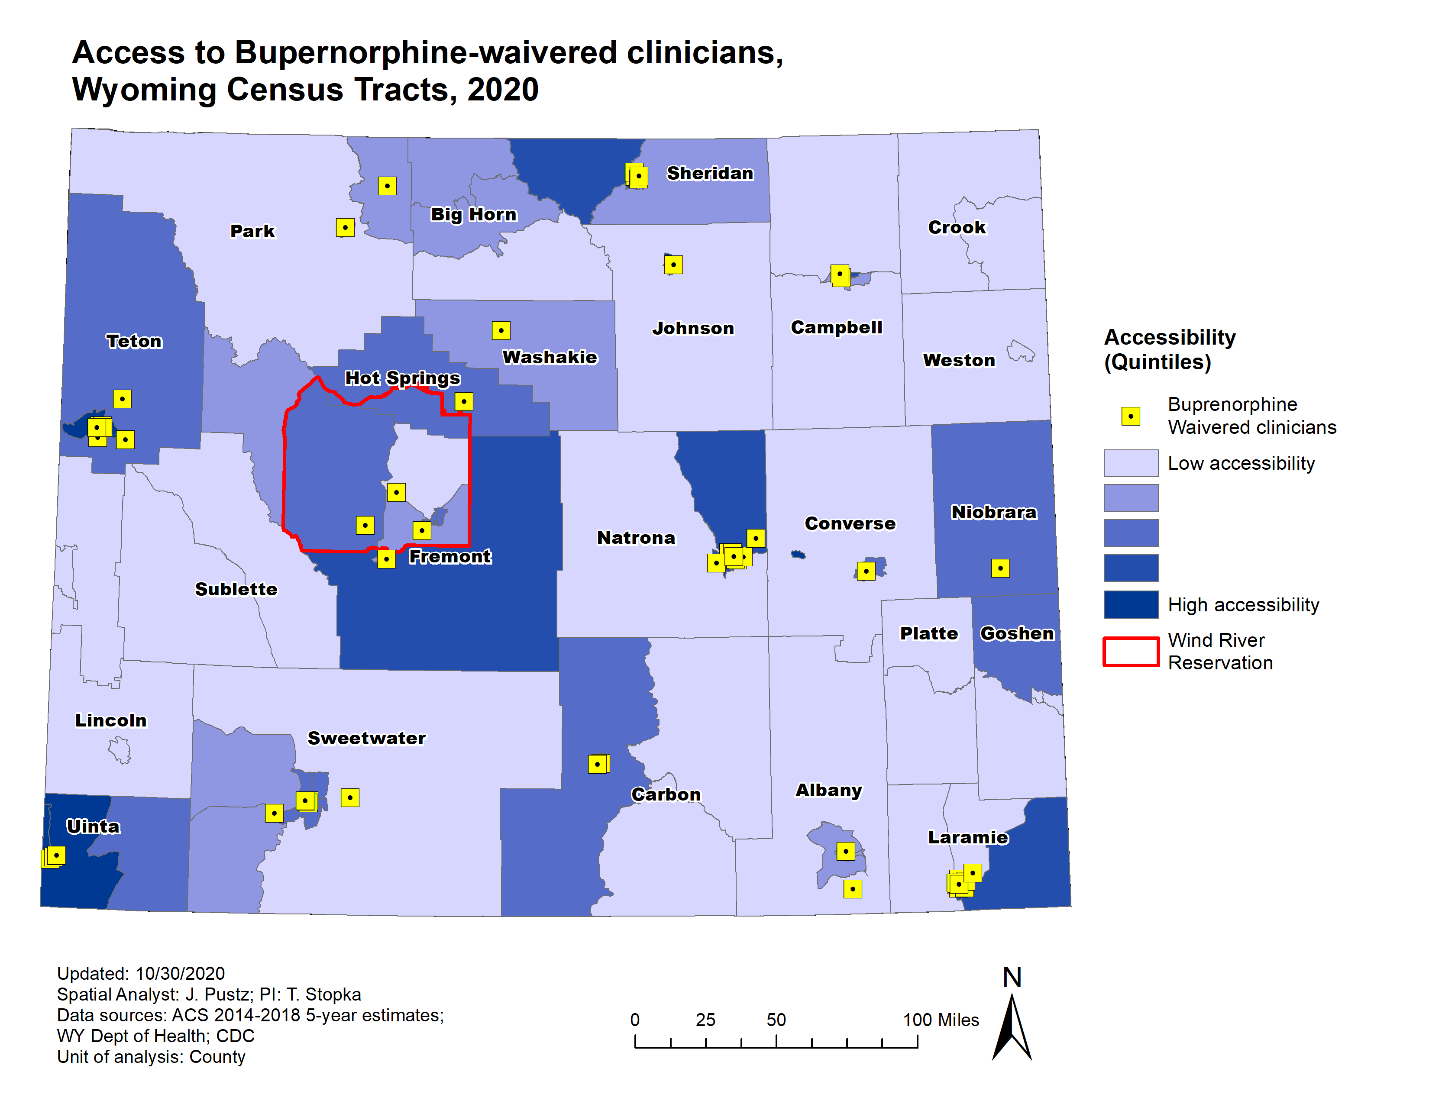 Access to Bupernorphine-waivered clinicians,
Wyoming Census Tracts, 2020
Sheridan
Big Horn
Park
Crook
Teton
Johnson
Campbell
Washakie
Weston
Hot Springs
Niobrara
Converse
Natrona
Fremont
Sublette
Platte
Goshen
Lincoln
Sweetwater
Carbon
Albany
Uinta
Laramie
Accessibility
(Quintiles)
Buprenorphine
Waivered clinicians
Low accessibility
High accessibility
Wind River
Reservation
Updated: 10/30/2020
Spatial Analyst: J. Pustz; PI: T. Stopka
Data sources: ACS 2014-2018 5-year estimates;
WY Dept of Health; CDC
Unit of analysis: County
0 25 50 100 Miles
N